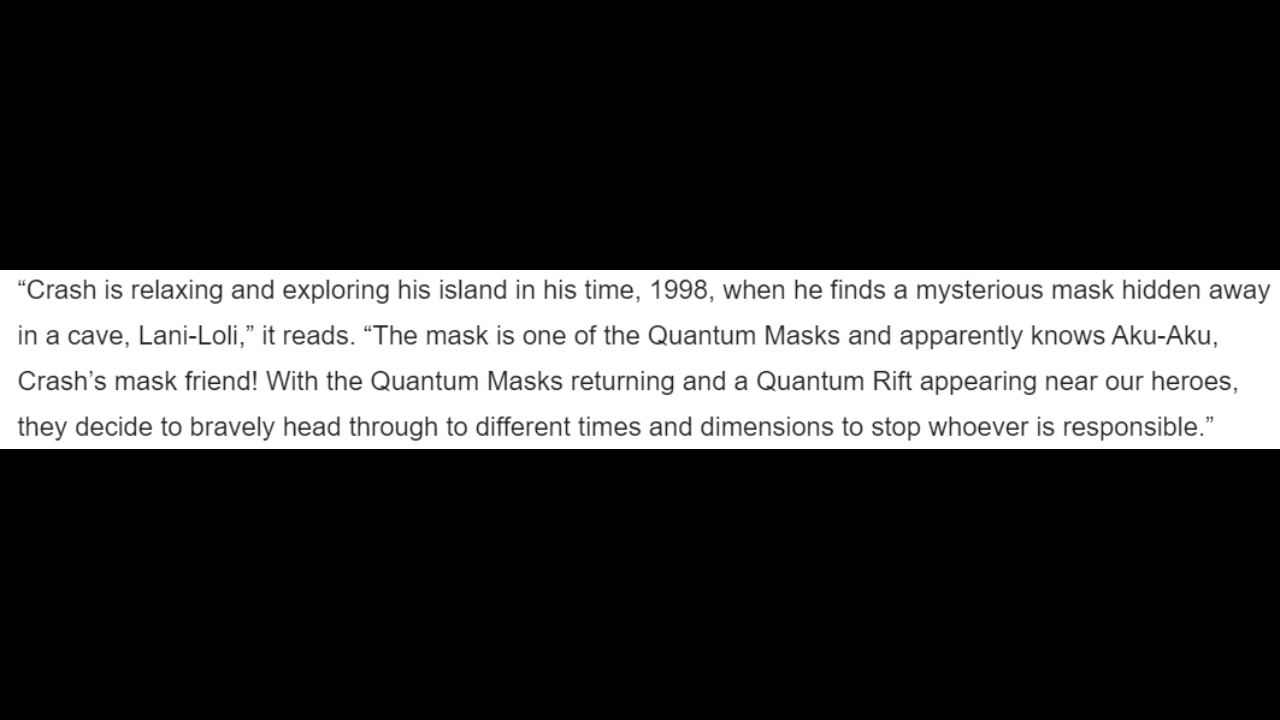 “Crash is relaxing and exploring his island in his time, 1998, when he finds a mysterious mask hidden away
in a cave, Lani-Loli,” it reads. “The mask is one of the Quantum Masks and apparently knows Aku-Aku,
Crash’s mask friend! With the Quantum Masks returning and a Quantum Rift appearing near our heroes,
they decide to bravely head through to different times and dimensions to stop whoever is responsible.”